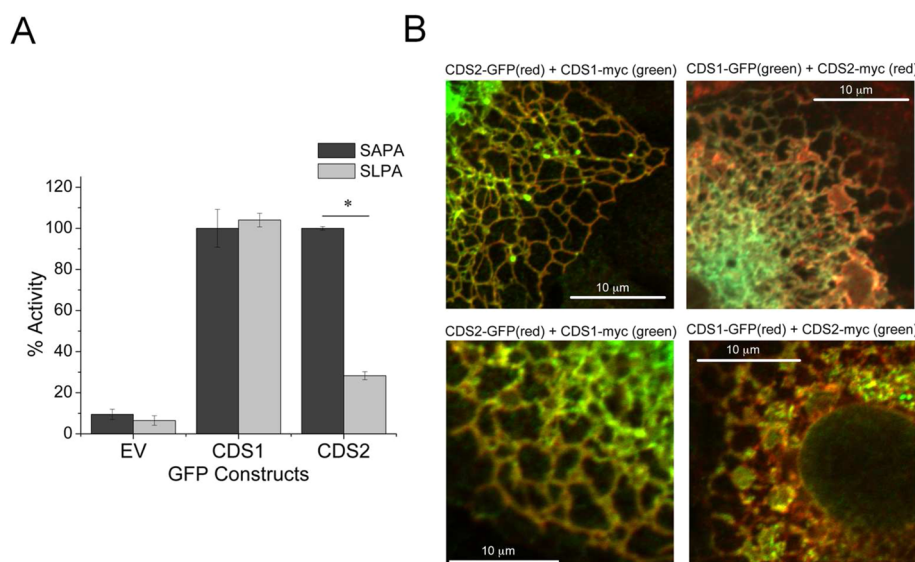 A
SAPA
SLPA
*
120
100
80
60
40
20
0
% Activity
EV
CDS1
CDS2
GFP Constructs
B
CDS2-GFP(red) + CDS1-myc (green)
10 μm
CDS1-GFP(green) + CDS2-myc (red)
10 μm
CDS2-GFP(red) + CDS1-myc (green)
10 μm
CDS1-GFP(red) + CDS2-myc (green)
10 μm